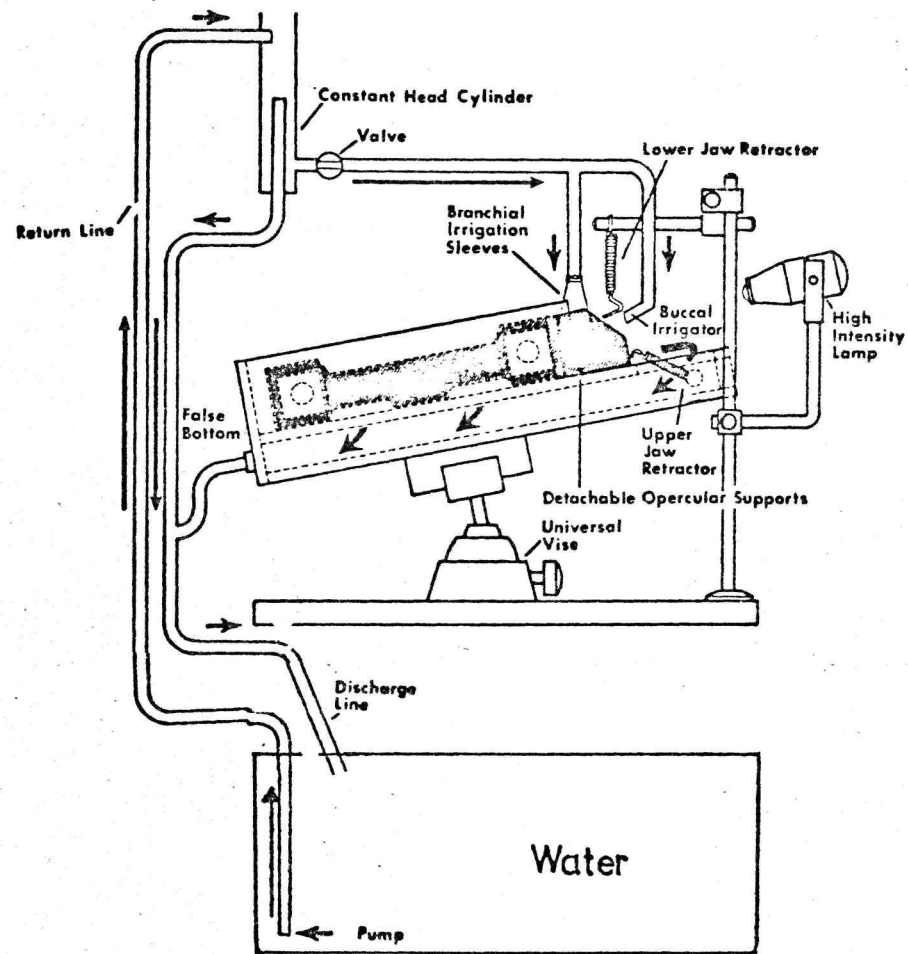 Constant Head Cylinder
Valve
Lower Jaw Retractor
Return Line
Branchial
Irrigation
Sleeves
Buccal
Irrigator
High
Intensity
Lamp
False
Bottom
Upper
Jaw
Retractor
Detachable Opercular Supports
Universal
Vise
Discharge
Line
Water
Pump